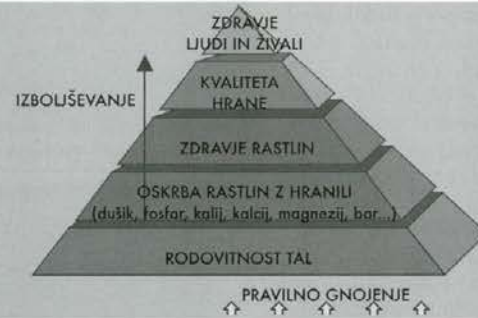 ZDRAVJE
LJUDI IN ŽIVALI
IZBOLJŠEVANJE
KVALITETA
HRANE
ZDRAVJE RASTLIN
OSKRBA RASTLIN Z HRANILI
(dušik, fosfor, kalij, kalcij, magnezij, bor...)
RODOVITNOST TAL
PRAVILNO GNOJENJE